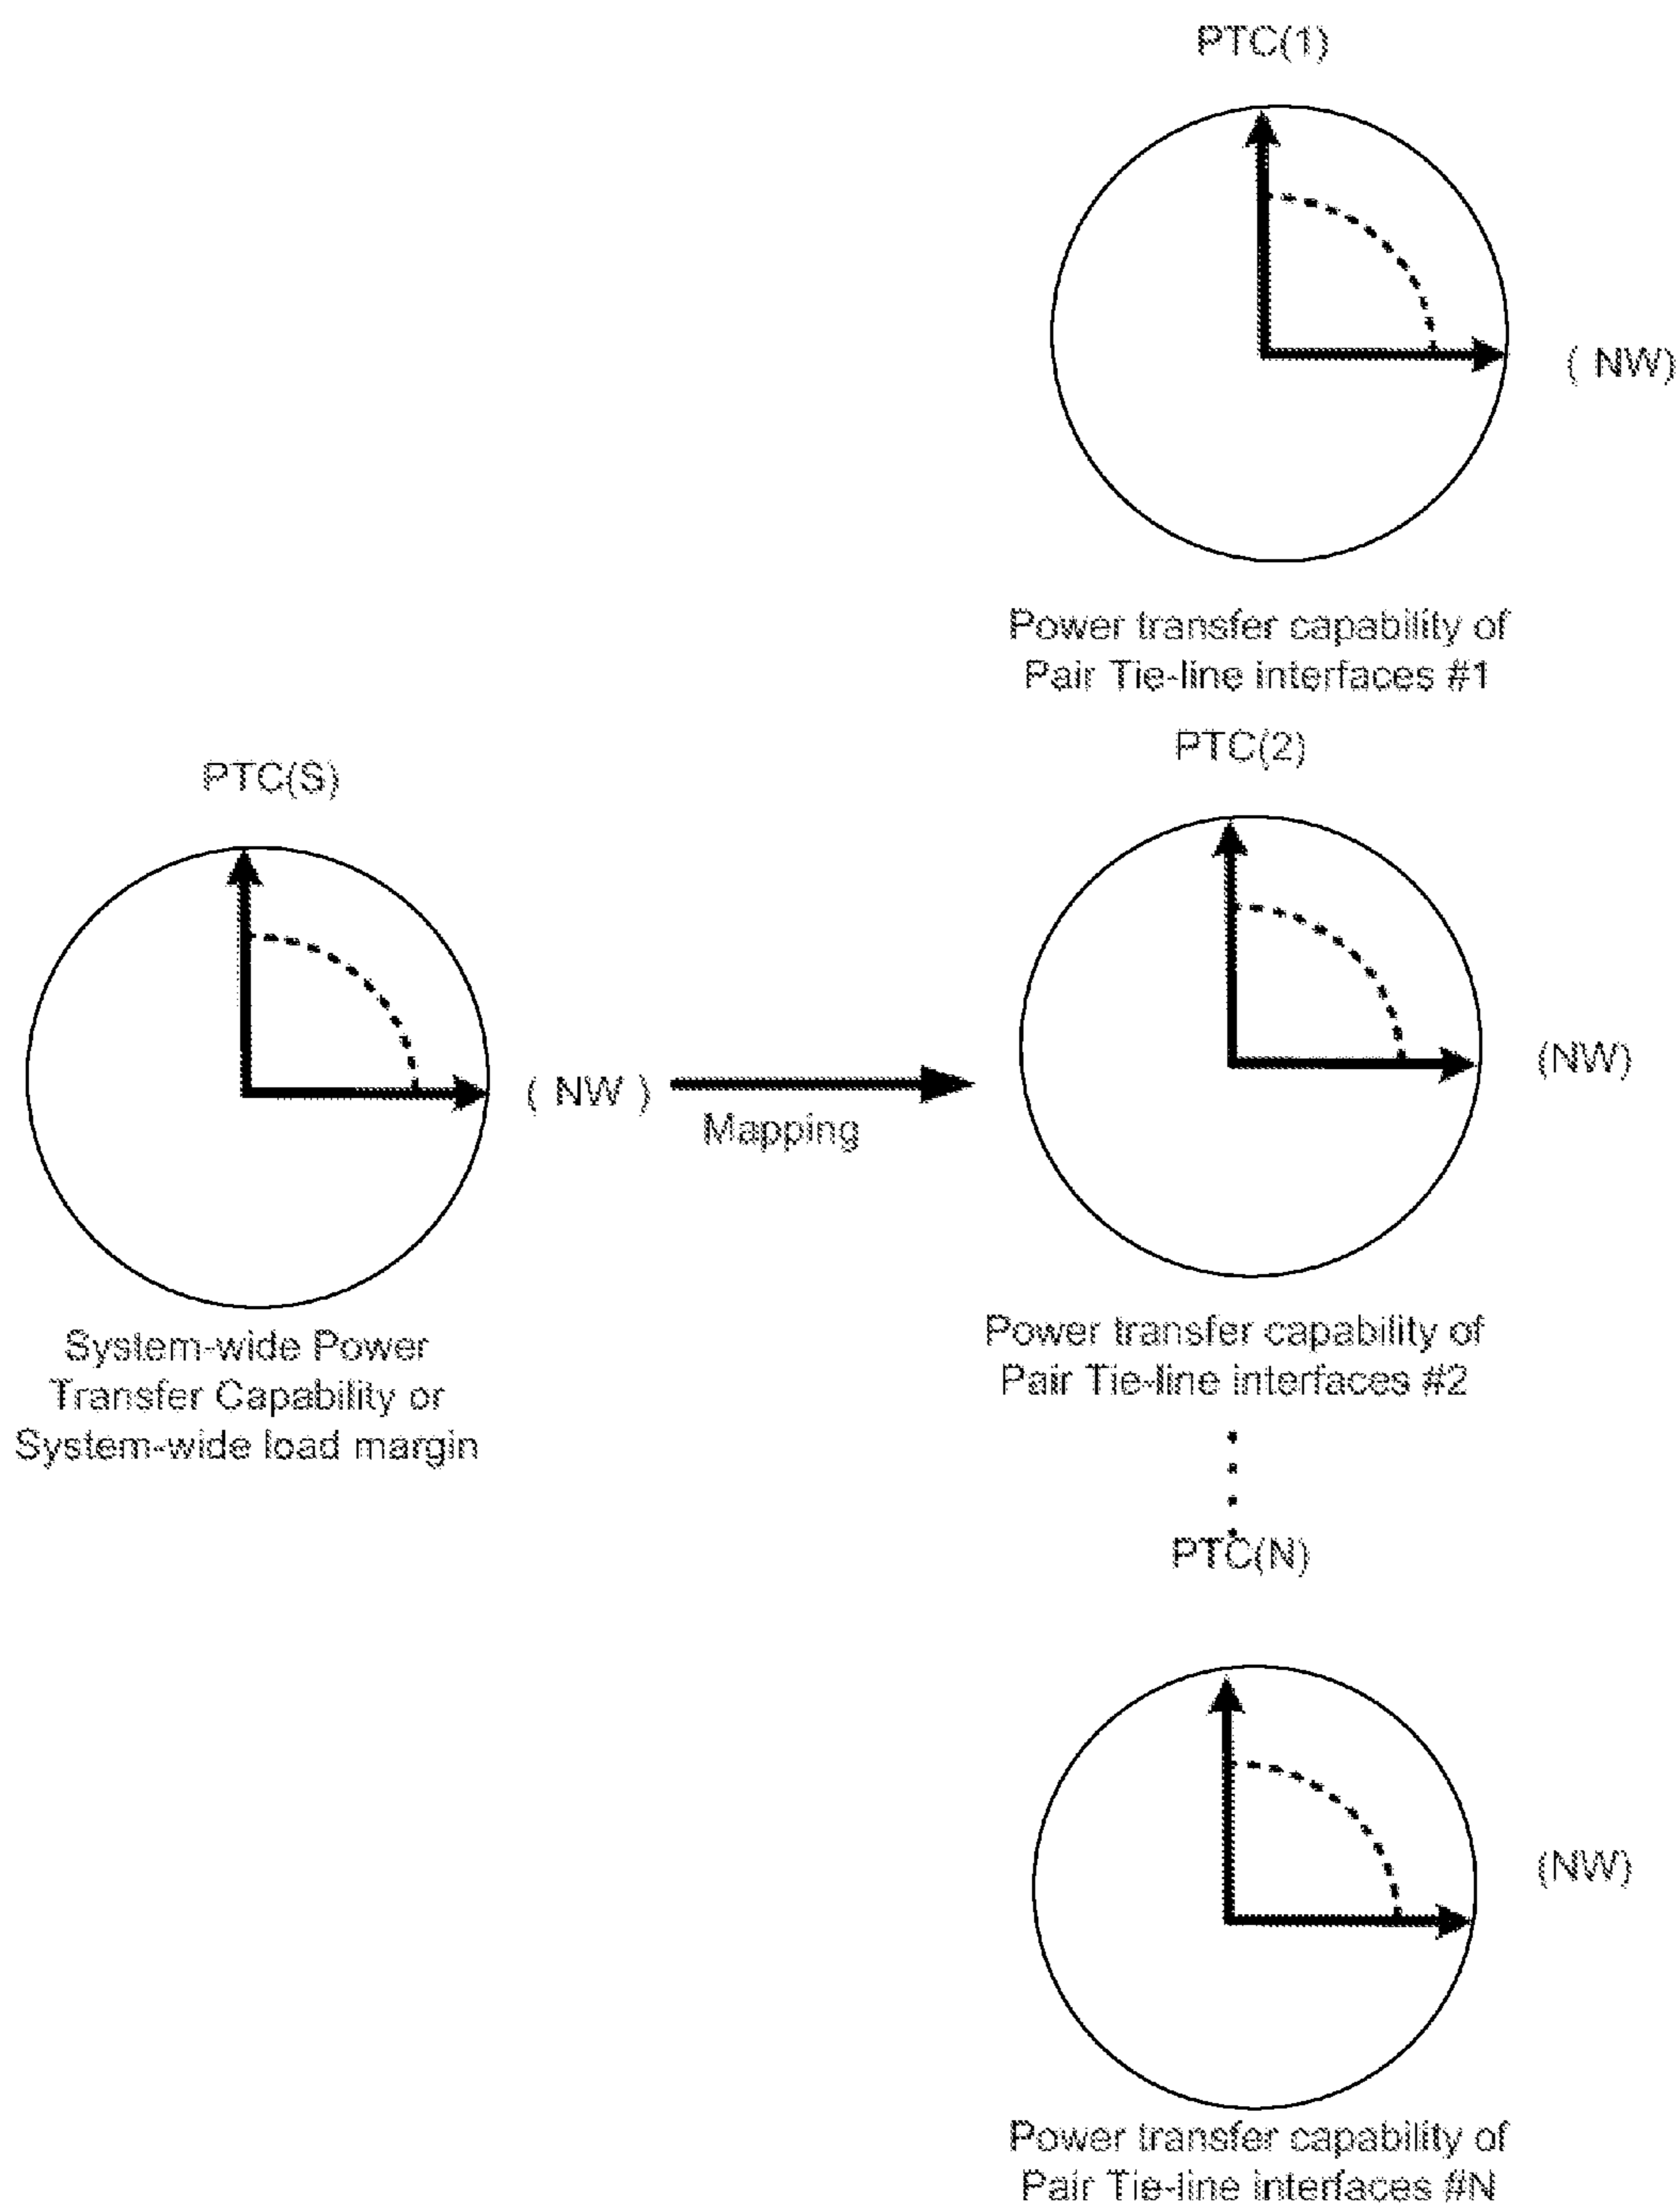 PTC(1)
( NW)
Power transfer capability of
Pair Tie-line interfaces #1
PTC(S)
( NW )
System-wide Power
Transfer Capability or
System-wide load margin
Mapping
PTC(2)
(NW)
Power transfer capability of
Pair Tie-line interfaces #2
PTC(N)
(NW)
Power transfer capability of
Pair Tie-line interfaces #N